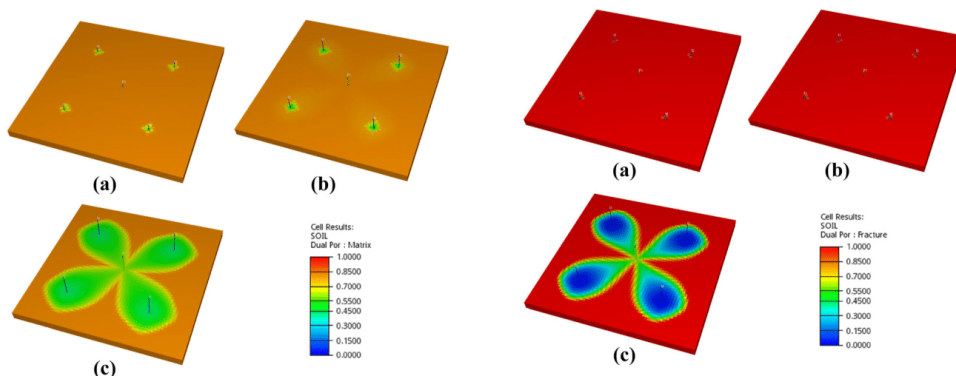 (a)
(b)
(c)
Cell Results:
SOIL
Dual Por : Matrix
1.0000
0.8500
0.7000
0.5500
0.4500
0.3000
0.1500
0.0000
(a)
(b)
(c)
Cell Results:
SOIL
Dual Por : Fracture
1.0000
0.8500
0.7000
0.5500
0.4500
0.3000
0.1500
0.0000